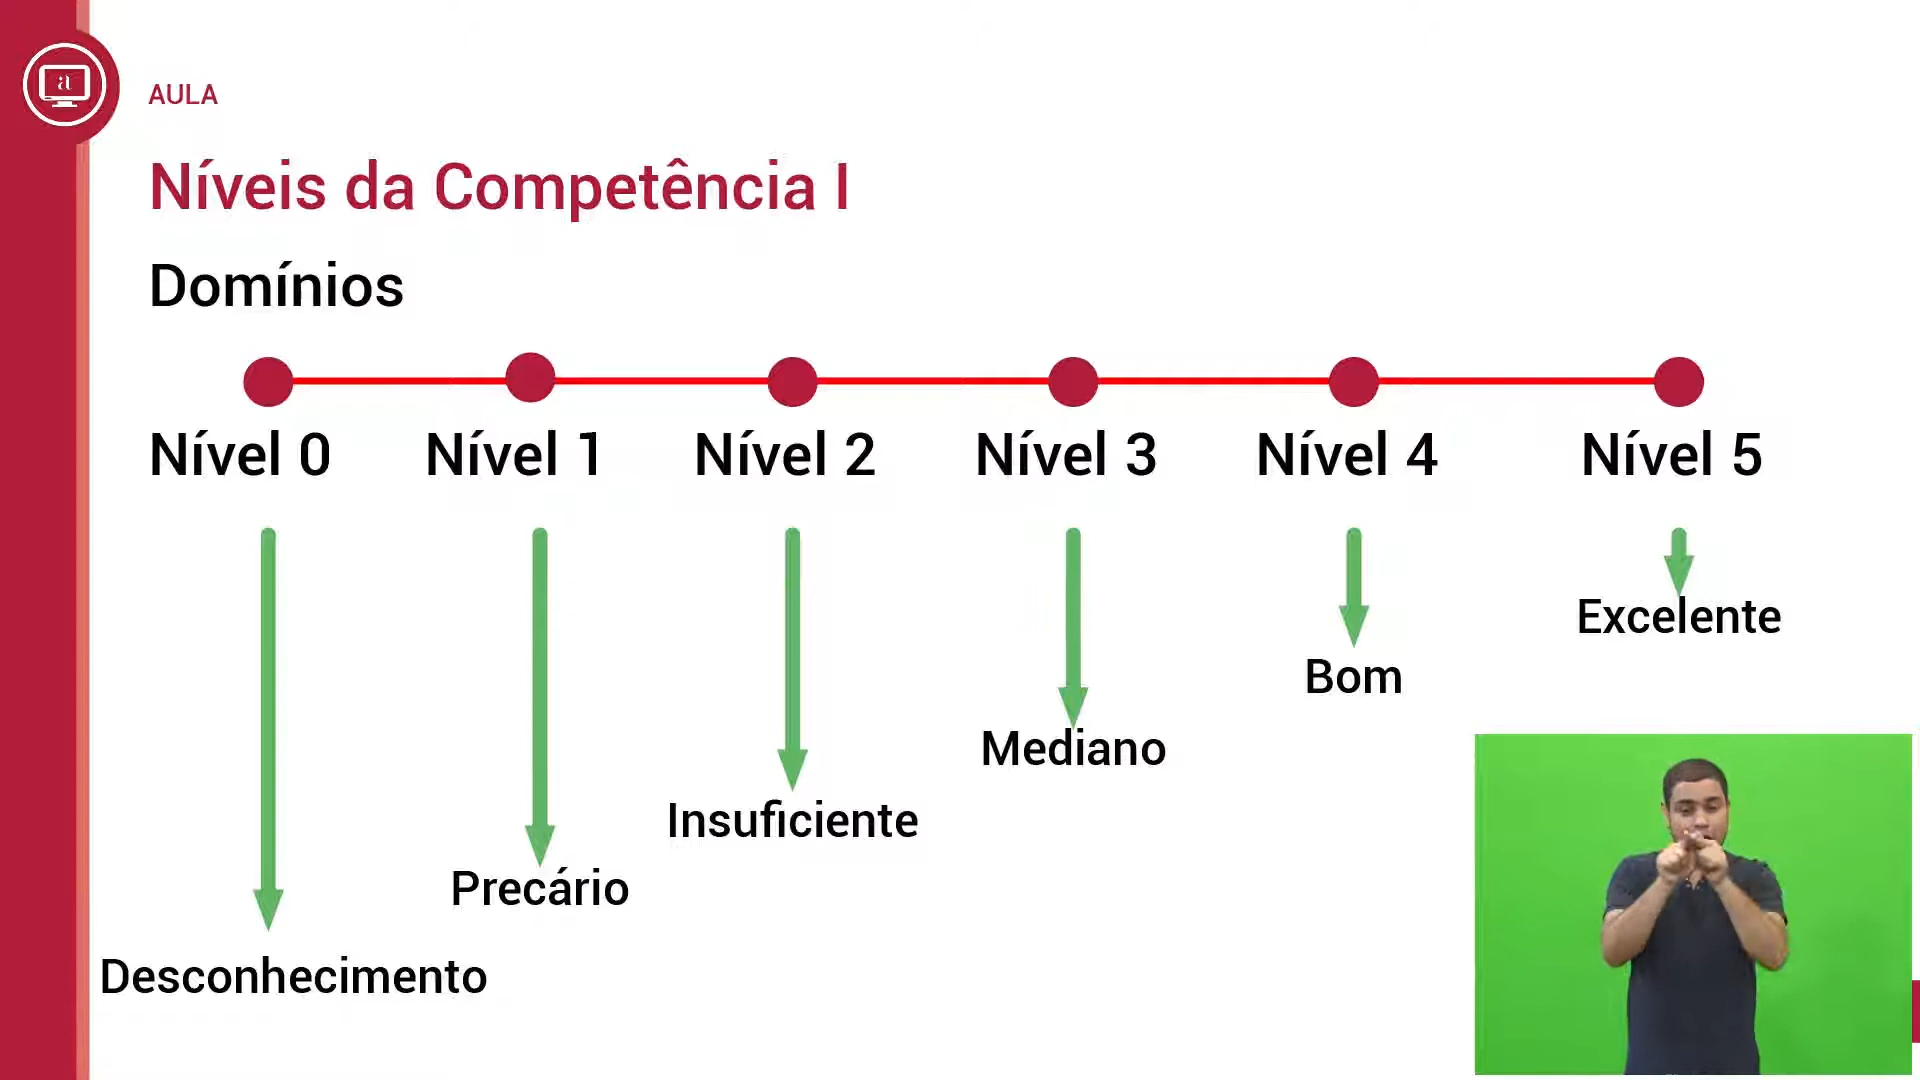 a
AULA
Níveis da Competência I
Domínios
Nível 0 Nível 1 Nível 2 Nível 3 Nível 4 Nível 5
Excelente
Bom
Mediano
Insuficiente
Precário
Desconhecimento